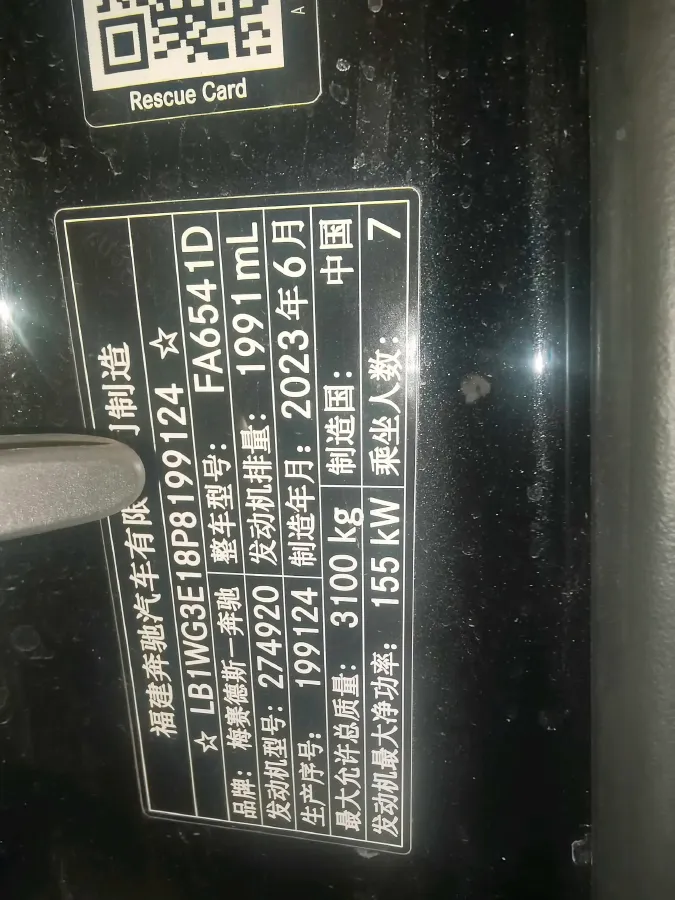 Rescue Card
A
福建奔驰汽车有限 制造
☆ LB1WG3E18P8199124 ☆
品牌: 梅赛德斯－奔驰 整车型号: FA6541D
发动机型号: 274920 发动机排量: 1991mL
生产序号: 199124 制造年月: 2023年6月
最大允许总质量: 3100 kg 制造国: 中国
发动机最大净功率: 155 kW 乘坐人数: 7